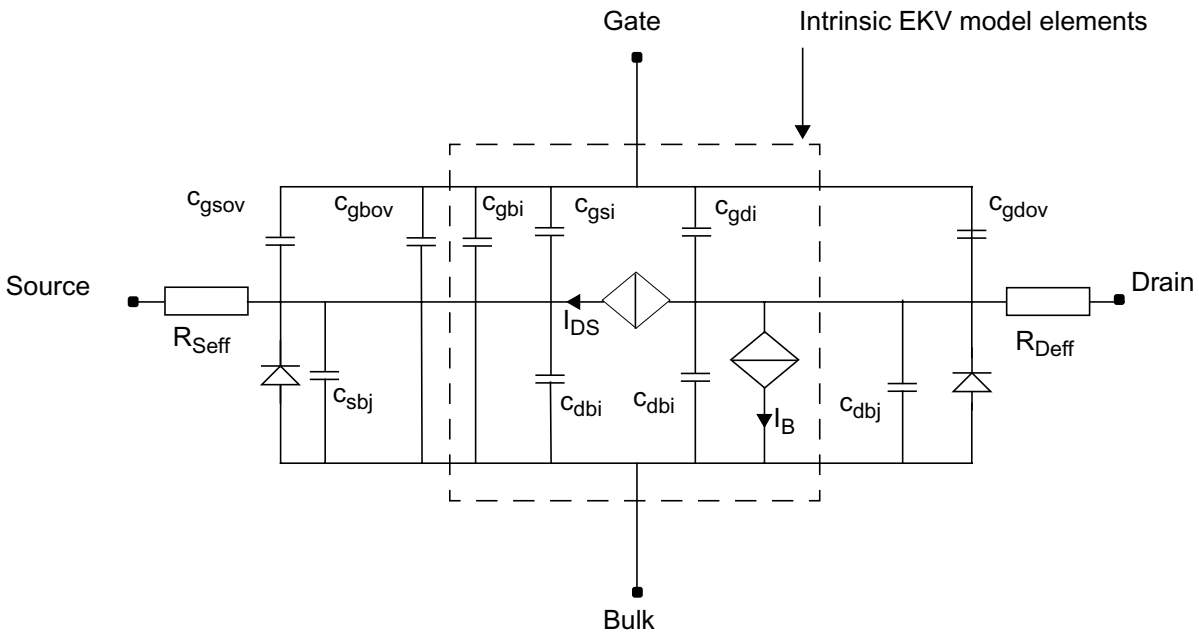 Gate
Intrinsic EKV model elements
cgsov
cgbov
cgbi
cgsi
cgdi
cgdov
Source
Drain
RSeff
IDS
RDeff
csbj
cdbi
cdbi
IB
cdbj
Bulk